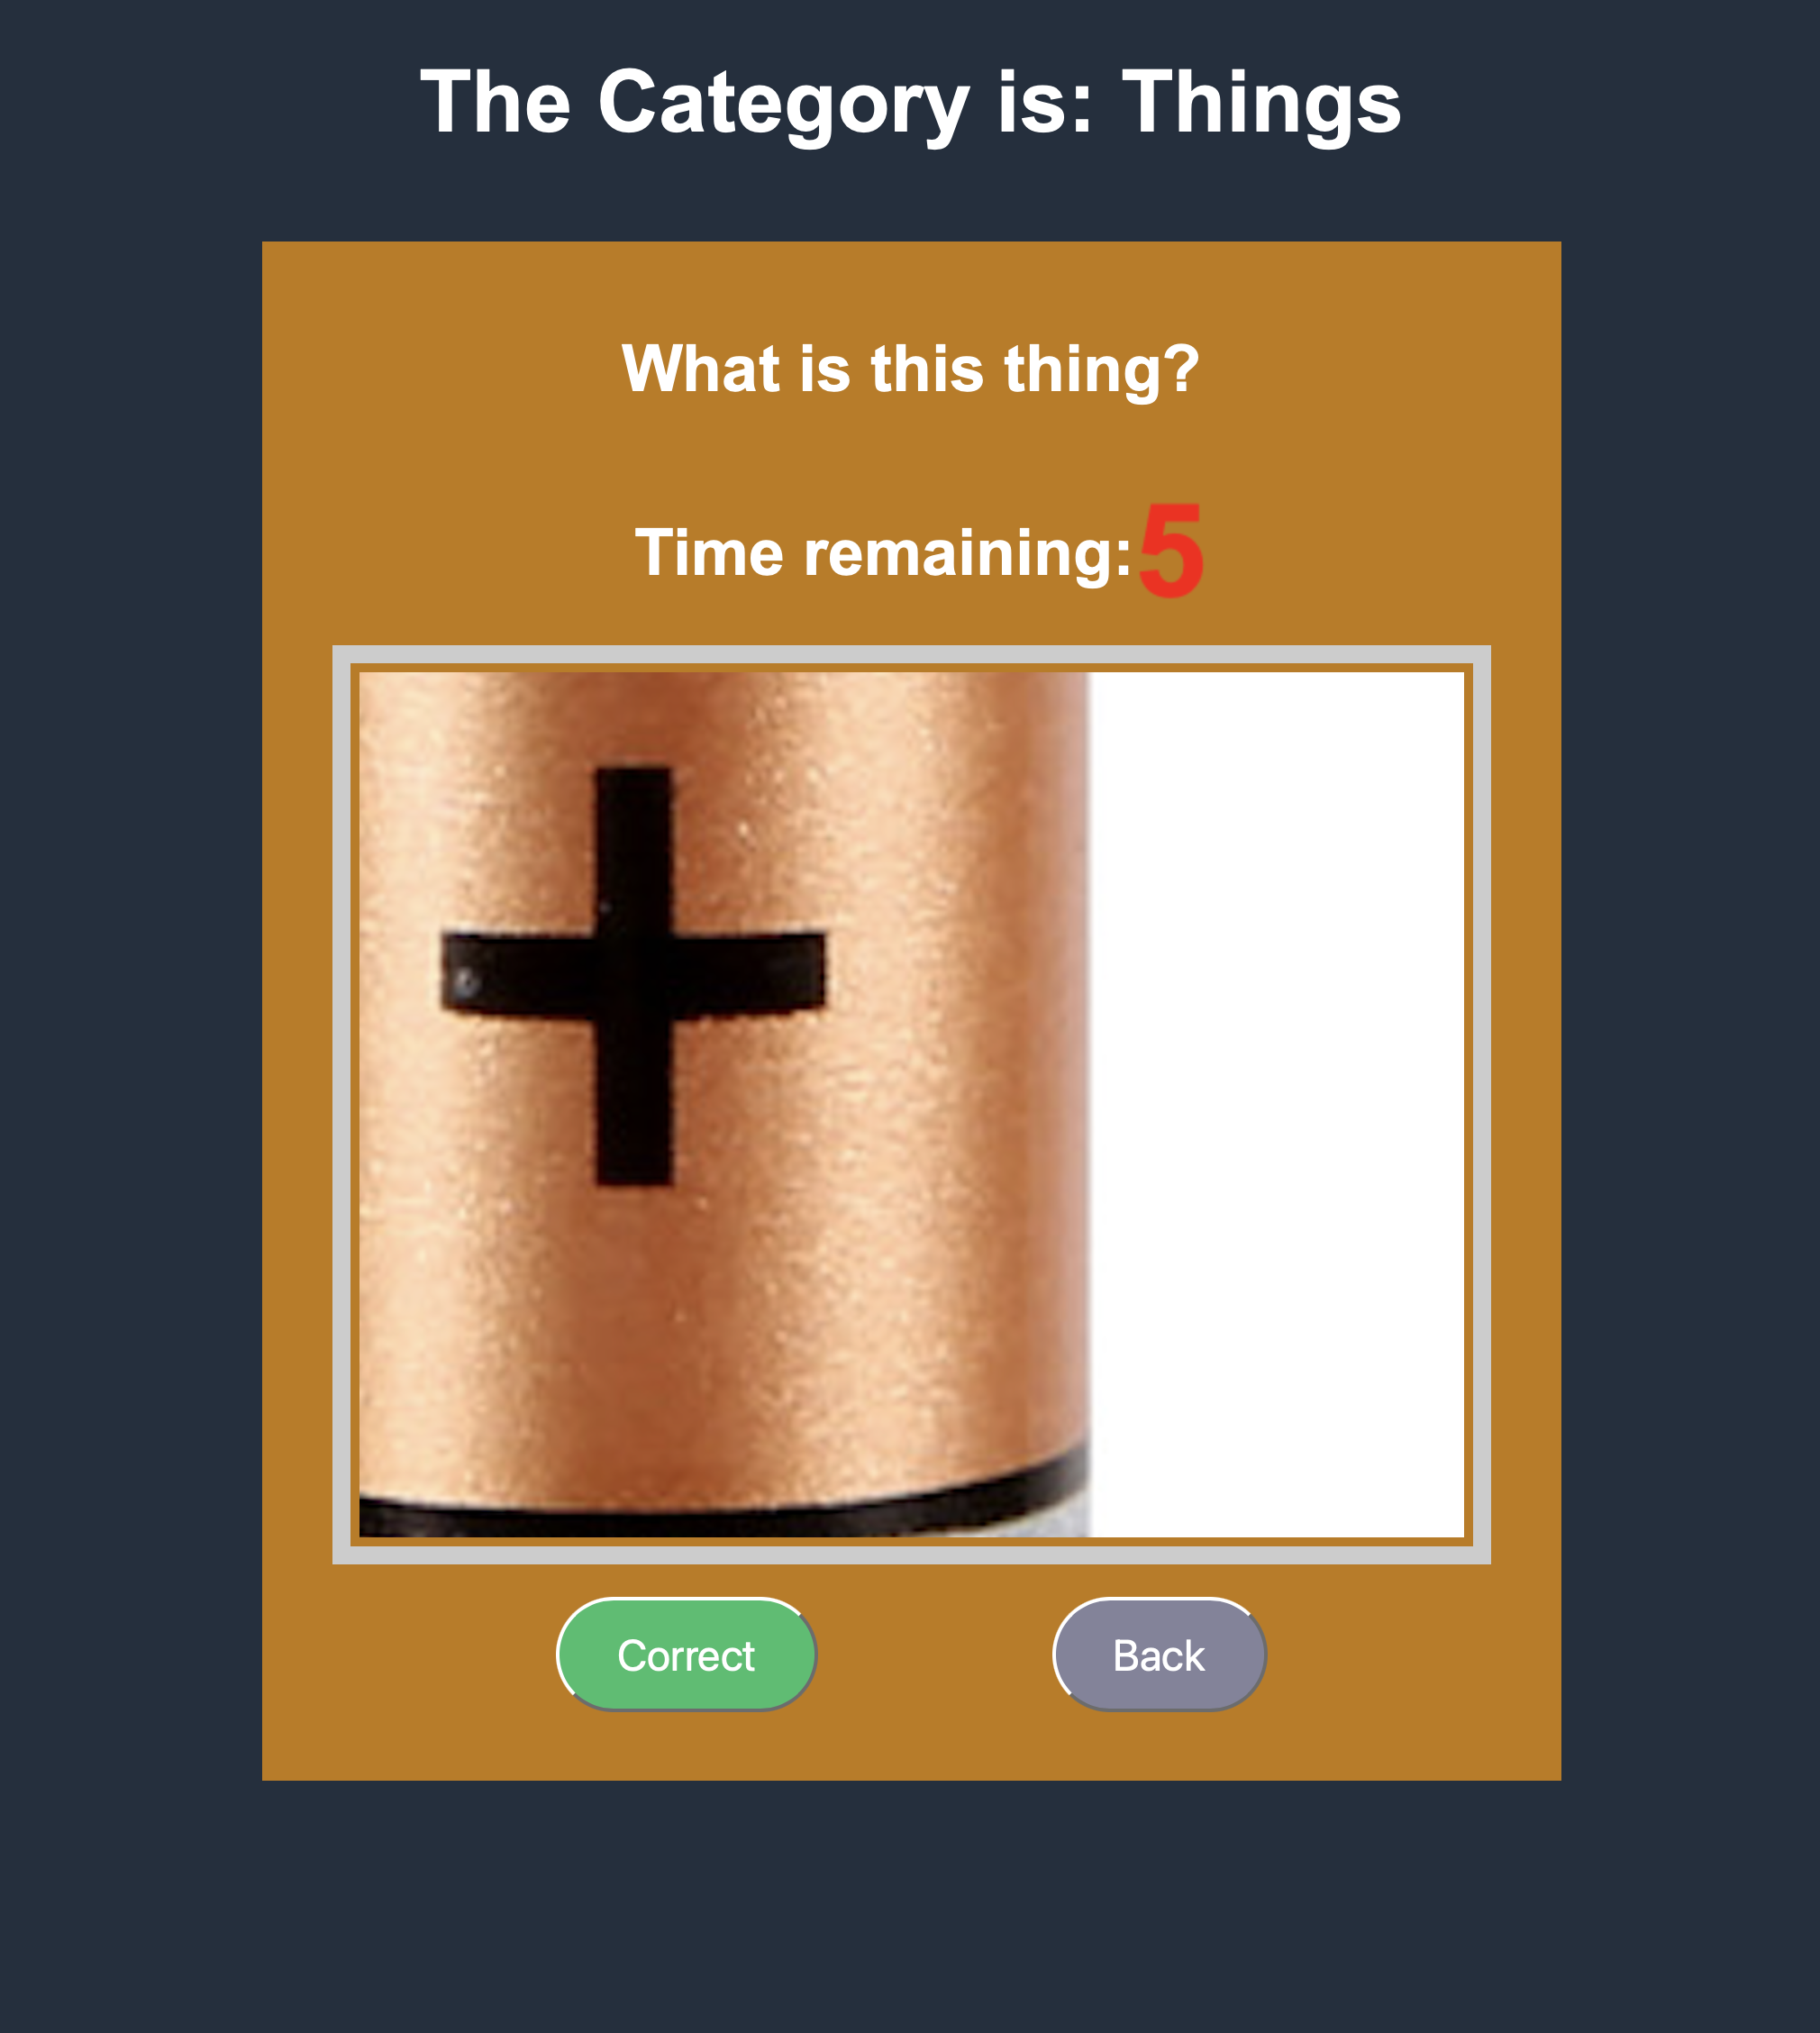 The Category is: Things
What is this thing?
Time remaining:5
+
Correct
Back